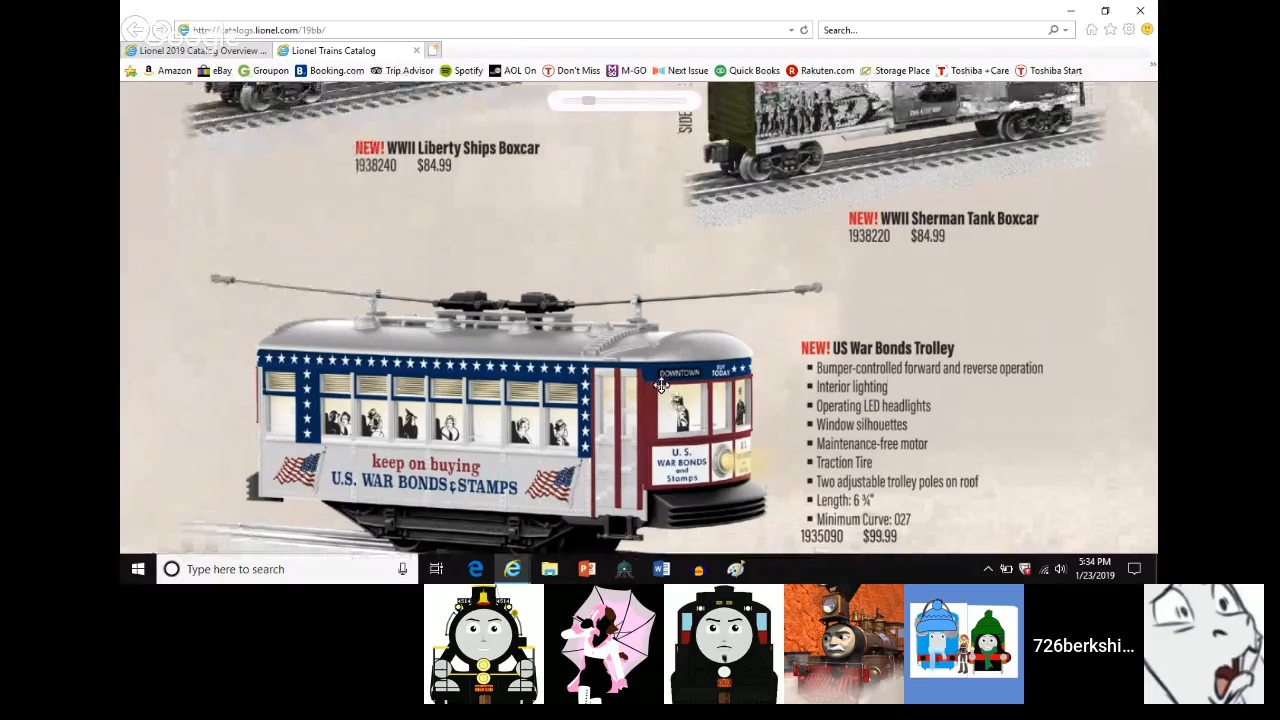 http://catalogs.lionel.com/19bb/
Search...
Lionel 2019 Catalog Overview ...
Lionel Trains Catalog
Amazon
eBay
Groupon
Booking.com
Trip Advisor
Spotify
AOL On
Don't Miss
M-GO
Next Issue
Quick Books
Rakuten.com
Storage Place
Toshiba +Care
Toshiba Start
SIDE
NEW! WWII Liberty Ships Boxcar
1938240 $84.99
NEW! WWII Sherman Tank Boxcar
1938220 $84.99
DOWNTOWN
BUY
TODAY
keep on buying
U.S. WAR BONDS & STAMPS
U.S.
WAR BONDS
and
Stamps
NEW! US War Bonds Trolley
▪ Bumper-controlled forward and reverse operation
▪ Interior lighting
▪ Operating LED headlights
▪ Window silhouettes
▪ Maintenance-free motor
▪ Traction Tire
▪ Two adjustable trolley poles on roof
▪ Length: 6 ¾"
▪ Minimum Curve: 027
1935090 $99.99
Type here to search
5:34 PM
1/23/2019
726berkshi...